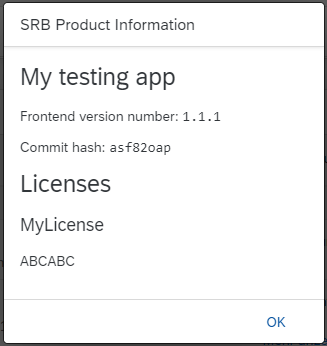 SRB Product Information
My testing app
Frontend version number: 1.1.1
Commit hash: asf82oap
Licenses
MyLicense
ABCABC
OK